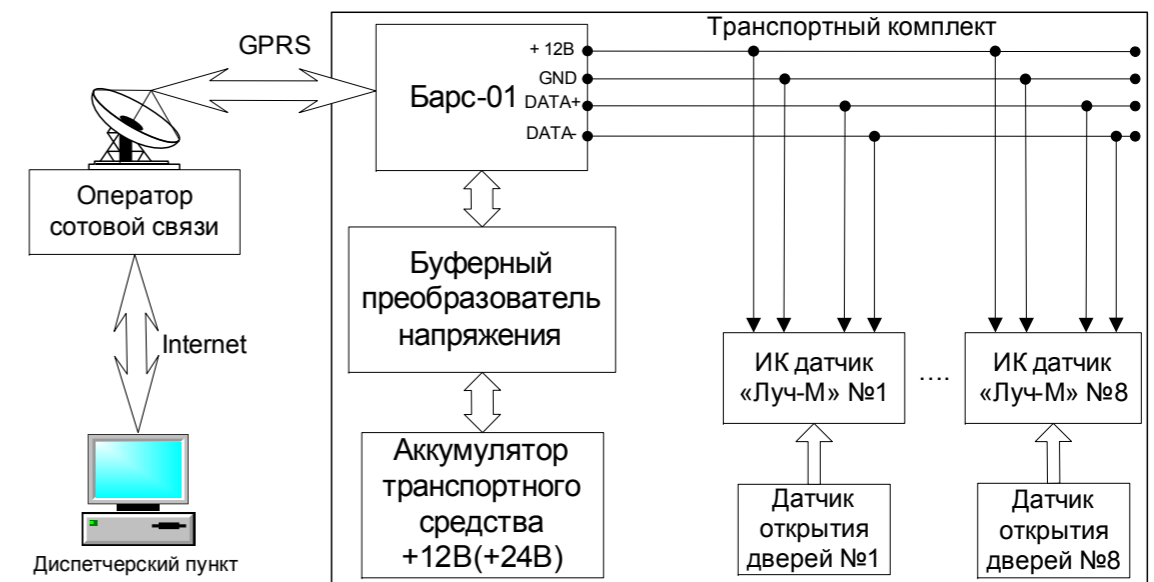 Транспортный комплект
GPRS
Барс-01
+ 12В
GND
DATA+
DATA-
Оператор
сотовой связи
Internet
Диспетчерский пункт
Буферный
преобразователь
напряжения
Аккумулятор
транспортного
средства
+12В(+24В)
ИК датчик
«Луч-М» №1
....
ИК датчик
«Луч-М» №8
Датчик
открытия
дверей №1
Датчик
открытия
дверей №8